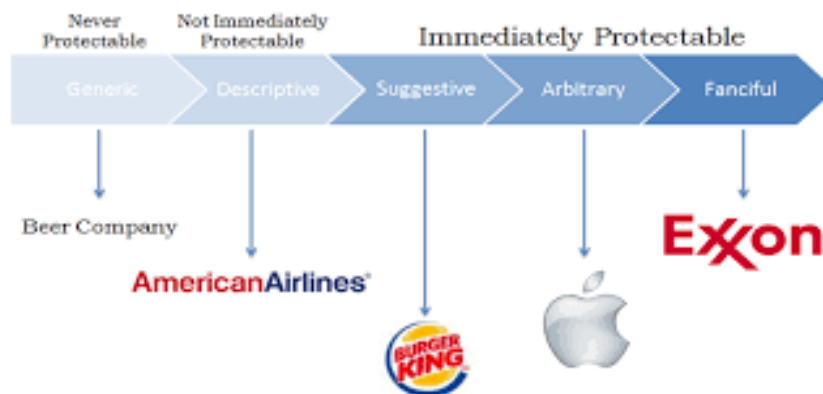 Never
Protectable
Not Immediately
Protectable
Immediately Protectable
Generic
Descriptive
Suggestive
Arbitrary
Fanciful
Beer Company
AmericanAirlines®
BURGER
KING
Exxon